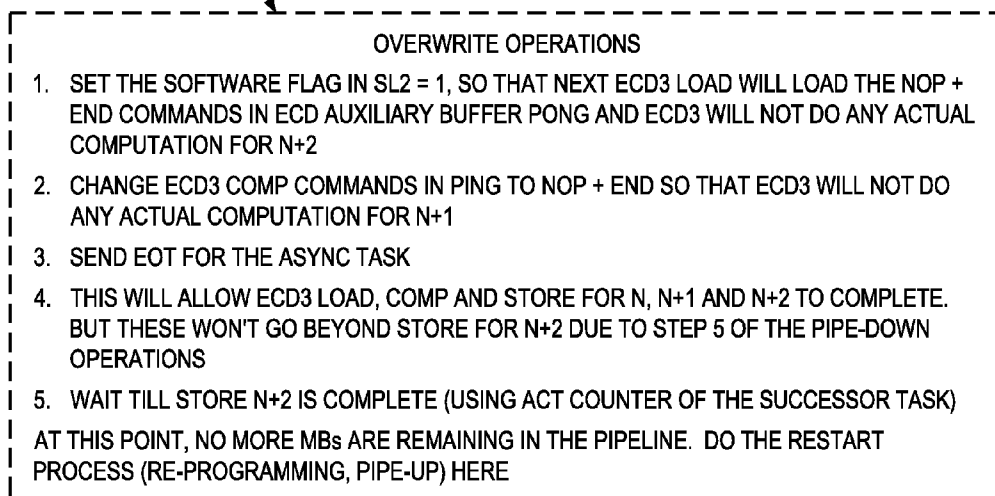 OVERWRITE OPERATIONS
1. SET THE SOFTWARE FLAG IN SL2 = 1, SO THAT NEXT ECD3 LOAD WILL LOAD THE NOP +
END COMMANDS IN ECD AUXILIARY BUFFER PONG AND ECD3 WILL NOT DO ANY ACTUAL
COMPUTATION FOR N+2
2. CHANGE ECD3 COMP COMMANDS IN PING TO NOP + END SO THAT ECD3 WILL NOT DO
ANY ACTUAL COMPUTATION FOR N+1
3. SEND EOT FOR THE ASYNC TASK
4. THIS WILL ALLOW ECD3 LOAD, COMP AND STORE FOR N, N+1 AND N+2 TO COMPLETE.
BUT THESE WON'T GO BEYOND STORE FOR N+2 DUE TO STEP 5 OF THE PIPE-DOWN
OPERATIONS
5. WAIT TILL STORE N+2 IS COMPLETE (USING ACT COUNTER OF THE SUCCESSOR TASK)
AT THIS POINT, NO MORE MBs ARE REMAINING IN THE PIPELINE. DO THE RESTART
PROCESS (RE-PROGRAMMING, PIPE-UP) HERE